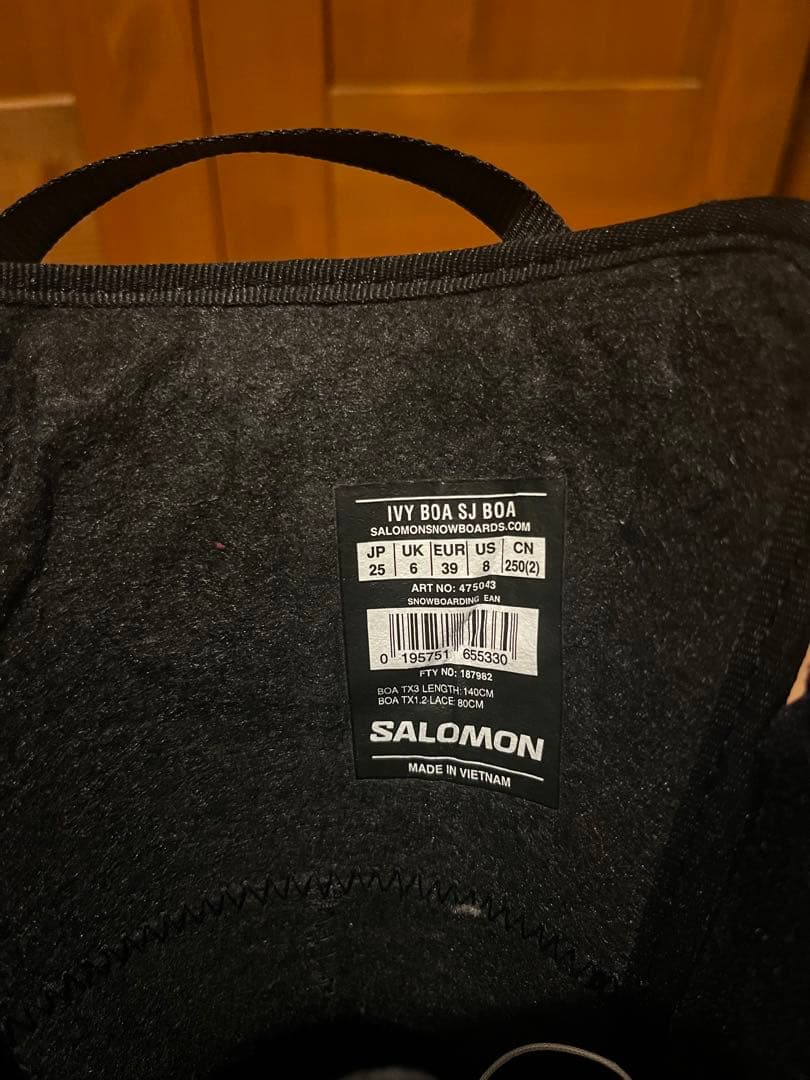 IVY BOA SJ BOA
SALOMONSNOWBOARDS.COM
JP UK EUR US CN
25 6 39 8 250(2)
ART NO: 475043
SNOWBOARDING EAN
0 195751 655330
FTY NO: 187982
BOA TX3 LENGTH:140CM
BOA TX1.2 LACE:80CM
SALOMON
MADE IN VIETNAM